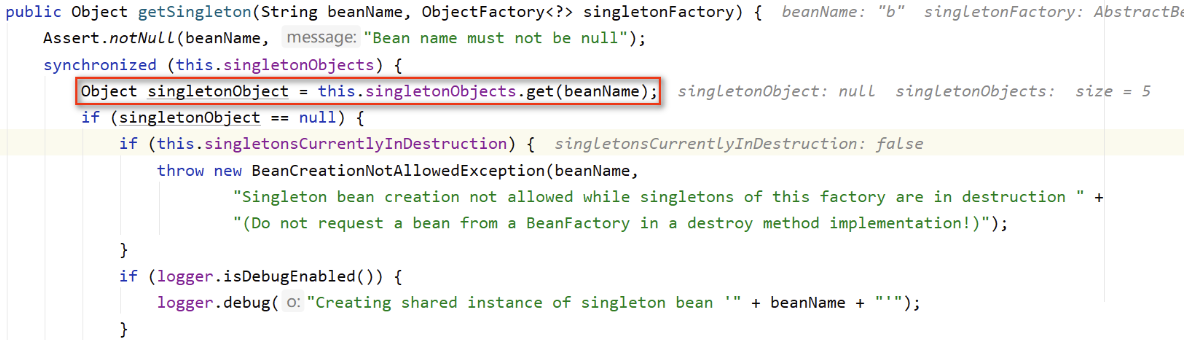 public Object getSingleton(String beanName, ObjectFactory<?> singletonFactory) {  beanName: "b"  singletonFactory: AbstractBe
Assert.notNull(beanName,  message: "Bean name must not be null");
synchronized (this.singletonObjects) {
Object singletonObject = this.singletonObjects.get(beanName);  singletonObject: null  singletonObjects:  size = 5
if (singletonObject == null) {
if (this.singletonsCurrentlyInDestruction) {  singletonsCurrentlyInDestruction: false
throw new BeanCreationNotAllowedException(beanName,
"Singleton bean creation not allowed while singletons of this factory are in destruction " +
"(Do not request a bean from a BeanFactory in a destroy method implementation!)");
}
if (logger.isDebugEnabled()) {
logger.debug( o: "Creating shared instance of singleton bean '" + beanName + "'");
}